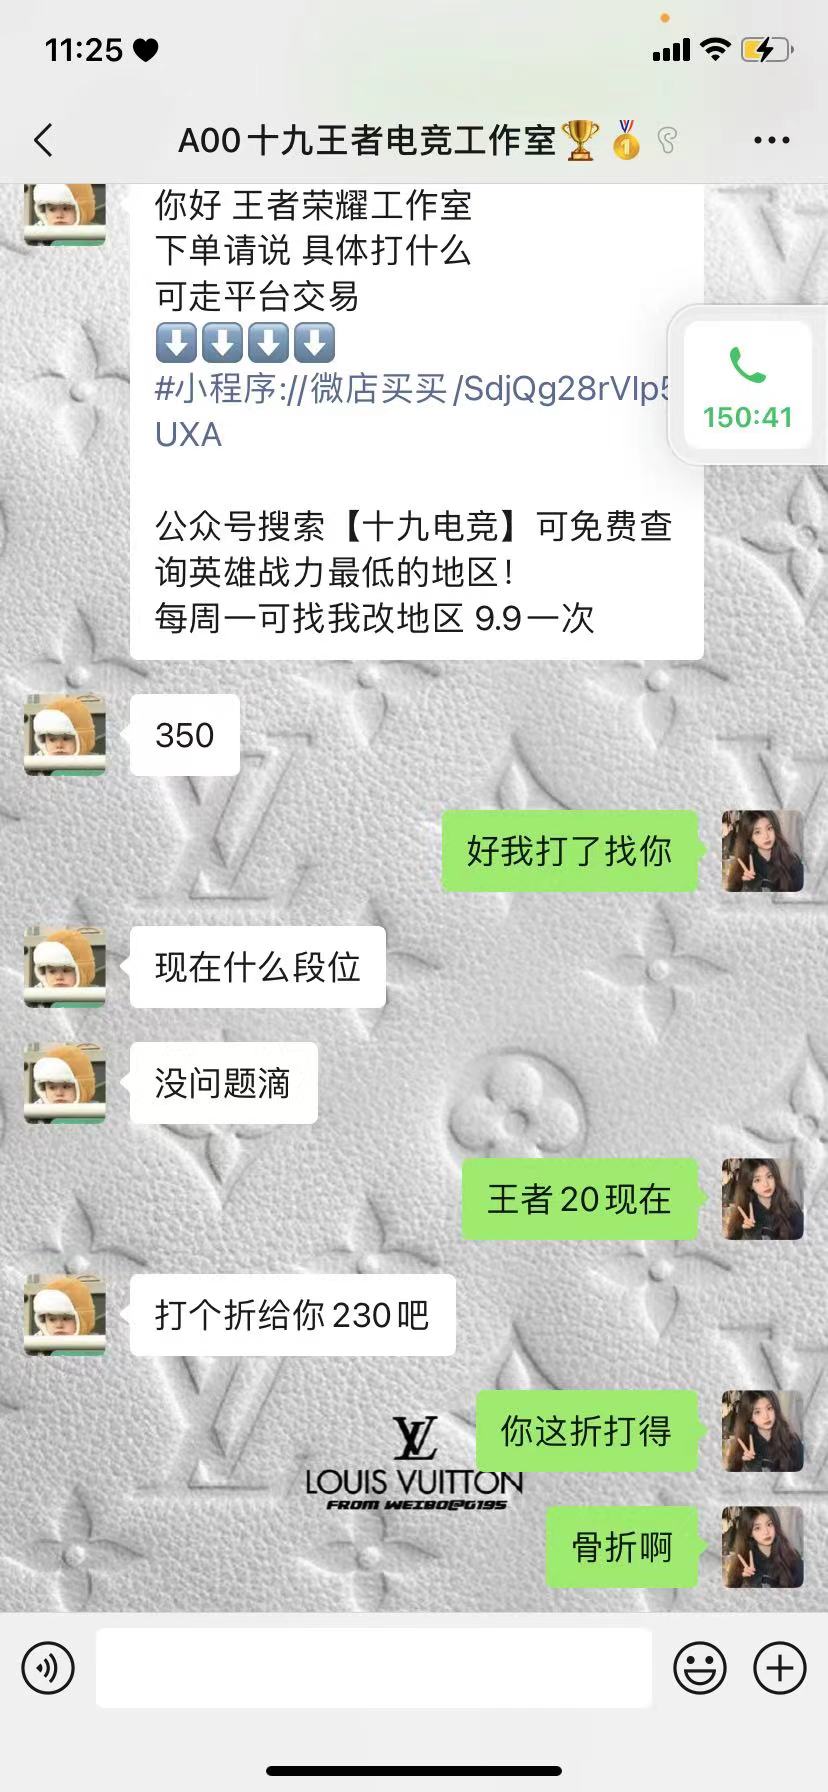 11:25
A00十九王者电竞工作室🏆🥇
你好 王者荣耀工作室
下单请说 具体打什么
可走平台交易
⬇️⬇️⬇️⬇️
#小程序://微店买买/SdjQg28rVlp5
UXA
150:41
公众号搜索【十九电竞】可免费查
询英雄战力最低的地区！
每周一可找我改地区 9.9一次
350
好我打了找你
现在什么段位
没问题滴
王者20现在
打个折给你230吧
你这折打得
LOUIS VUITTON
FROM WEIBO@G195
骨折啊